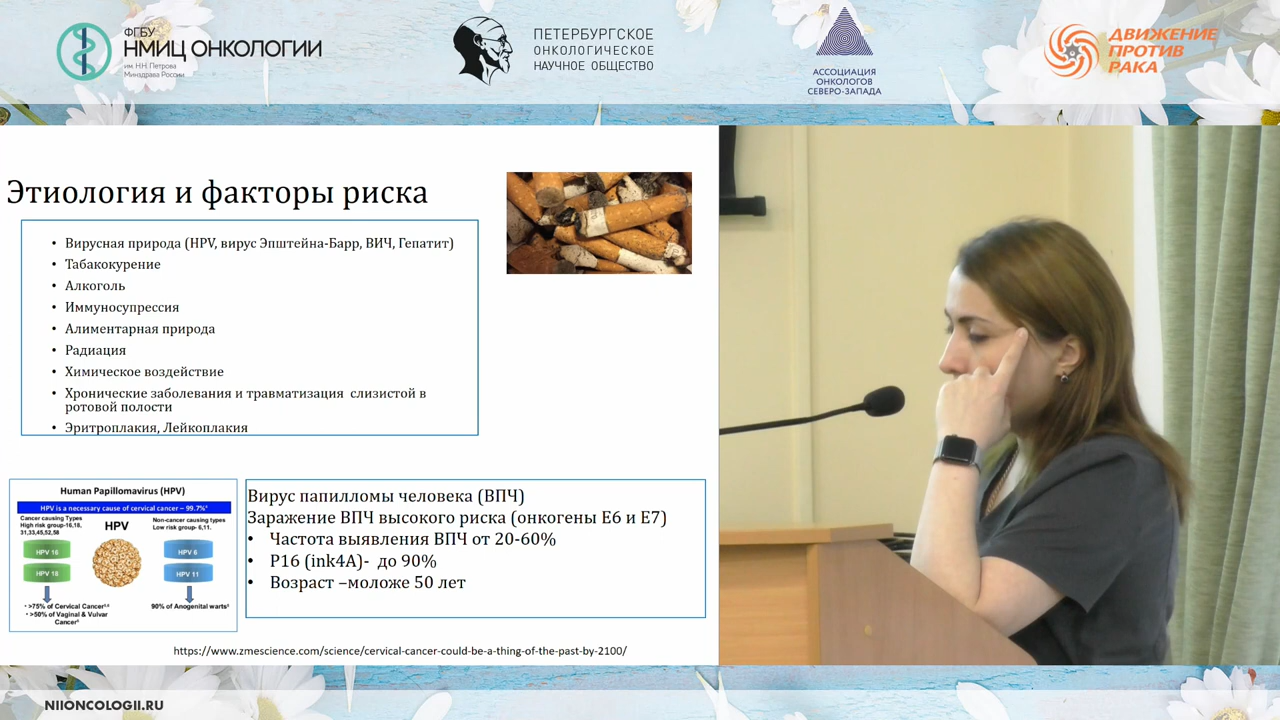 ФГБУ
НМИЦ ОНКОЛОГИИ
им. Н.Н. Петрова
Минздрава России
ПЕТЕРБУРГСКОЕ
ОНКОЛОГИЧЕСКОЕ
НАУЧНОЕ ОБЩЕСТВО
АССОЦИАЦИЯ
ОНКОЛОГОВ
СЕВЕРО-ЗАПАДА
ДВИЖЕНИЕ
ПРОТИВ
РАКА
Этиология и факторы риска
• Вирусная природа (HPV, вирус Эпштейна-Барр, ВИЧ, Гепатит)
• Табакокурение
• Алкоголь
• Иммуносупрессия
• Алиментарная природа
• Радиация
• Химическое воздействие
• Хронические заболевания и травматизация слизистой в
ротовой полости
• Эритроплакия, Лейкоплакия
Human Papillomavirus (HPV)
HPV is a necessary cause of cervical cancer – 99.7%
Cancer causing Types
High risk group-16,18,
31,33,45,52,58
HPV
Non-cancer causing types
Low risk group- 6,11.
HPV 16
HPV 6
HPV 18
HPV 11
• >75% of Cervical Cancer
• >50% of Vaginal & Vulvar
Cancer
90% of Anogenital warts
Вирус папилломы человека (ВПЧ)
Заражение ВПЧ высокого риска (онкогены Е6 и Е7)
• Частота выявления ВПЧ от 20-60%
• P16 (ink4A)- до 90%
• Возраст –моложе 50 лет
https://www.zmescience.com/science/cervical-cancer-could-be-a-thing-of-the-past-by-2100/
NIIONCOLOGII.RU